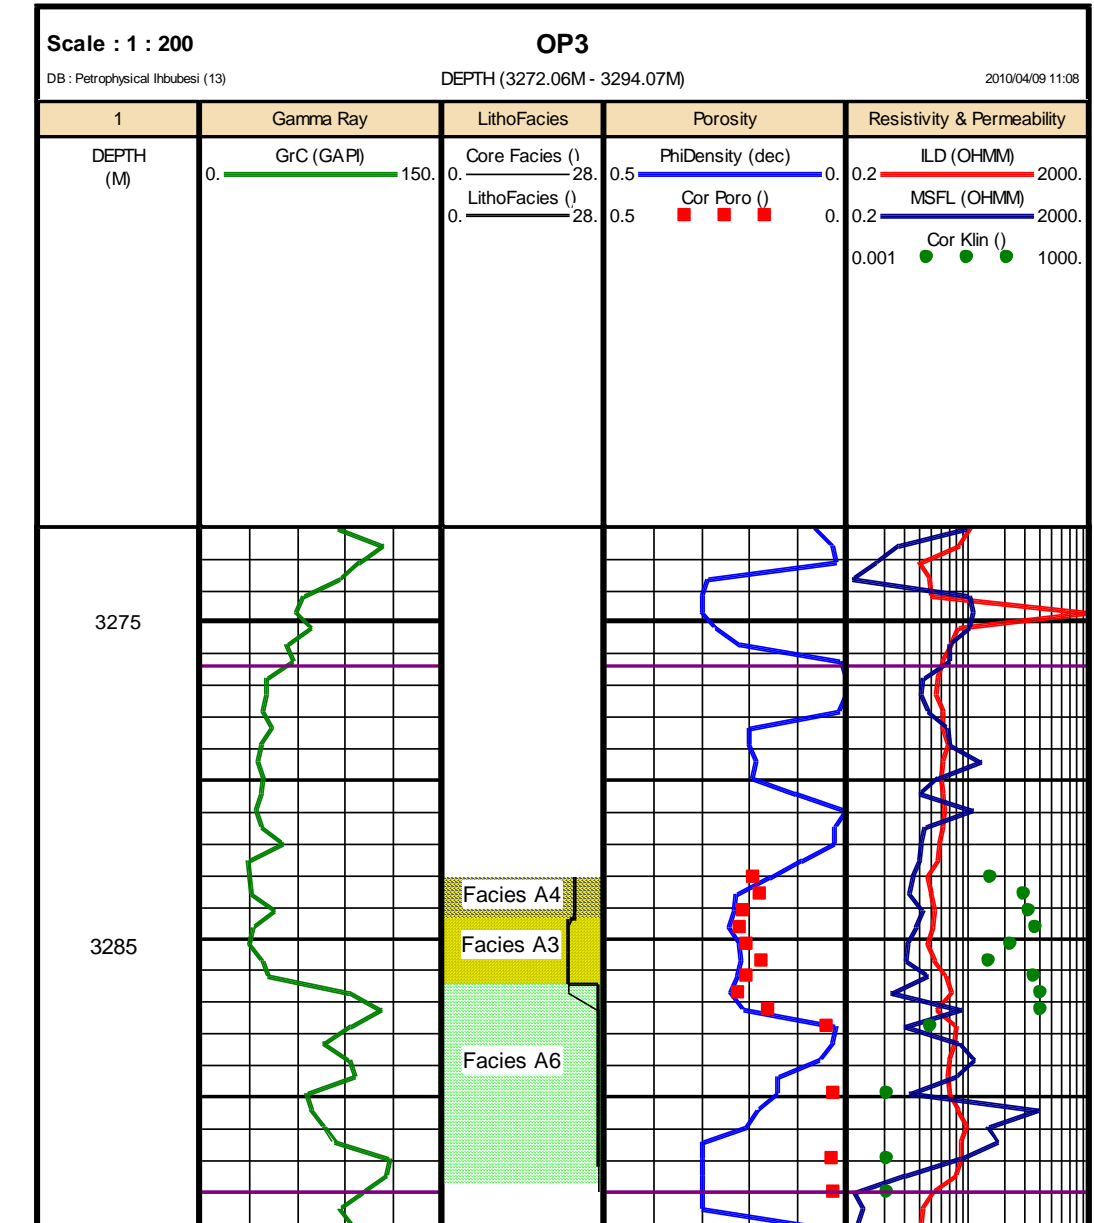 Scale : 1 : 200
OP3
DB : Petrophysical Ihbubesi (13)
DEPTH (3272.06M - 3294.07M)
2010/04/09 11:08
1
Gamma Ray
LithoFacies
Porosity
Resistivity & Permeability
DEPTH
(M)
GrC (GAPI)
0. 150.
Core Facies ()
0. 28.
LithoFacies ()
0. 28.
PhiDensity (dec)
0.5 0.
Cor Poro ()
0.5 0.
ILD (OHMM)
0.2 2000.
MSFL (OHMM)
0.2 2000.
Cor Klin ()
0.001 1000.
3275
Facies A4
3285
Facies A3
Facies A6